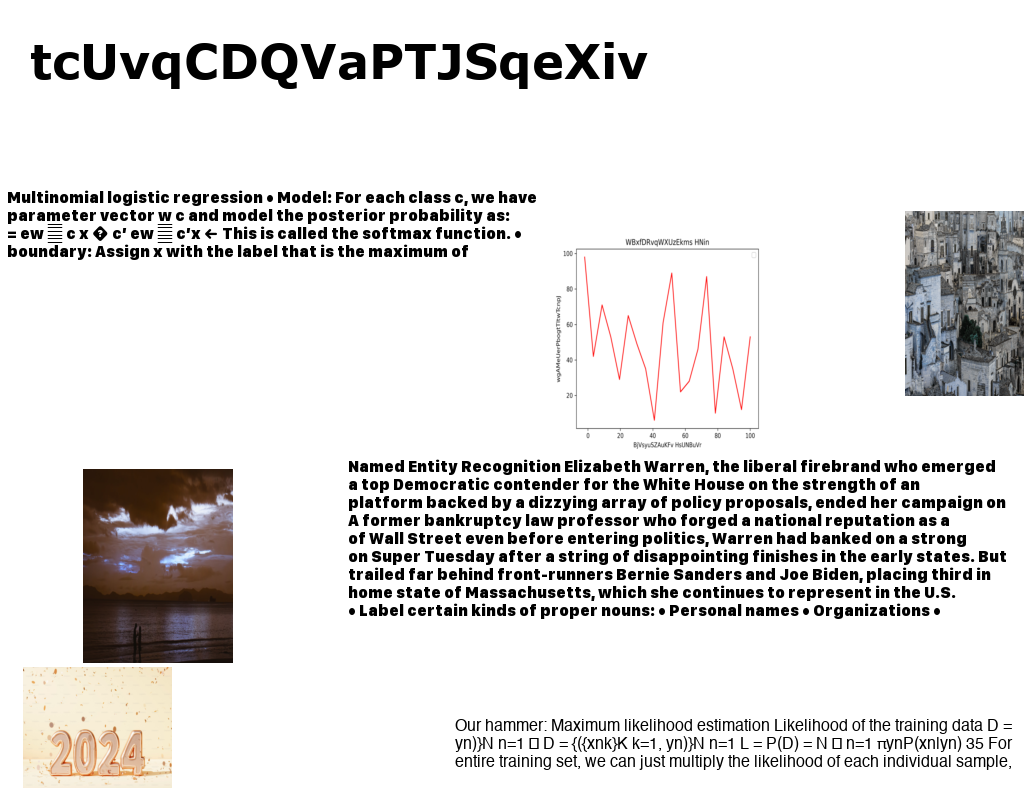 tcUvqCDQVaPTJSqeXiv
Multinomial logistic regression • Model: For each class c, we have
parameter vector w c and model the posterior probability as:
= ew ▒ c x � c’ ew ▒ c’x ← This is called the softmax function. •
boundary: Assign x with the label that is the maximum of
WBxfDRvqWXUzEkms HNin
100
80
60
40
20
0 20 40 60 80 100
BjVsyuSZAuKFv HsUNBuVr
Named Entity Recognition Elizabeth Warren, the liberal firebrand who emerged
a top Democratic contender for the White House on the strength of an
platform backed by a dizzying array of policy proposals, ended her campaign on
A former bankruptcy law professor who forged a national reputation as a
of Wall Street even before entering politics, Warren had banked on a strong
on Super Tuesday after a string of disappointing finishes in the early states. But
trailed far behind front-runners Bernie Sanders and Joe Biden, placing third in
home state of Massachusetts, which she continues to represent in the U.S.
• Label certain kinds of proper nouns: • Personal names • Organizations •
2024
Our hammer: Maximum likelihood estimation Likelihood of the training data D =
yn)}N n=1 □ D = {({xnk}K k=1, yn)}N n=1 L = P(D) = N □ n=1 πynP(xn|yn) 35 For
entire training set, we can just multiply the likelihood of each individual sample,